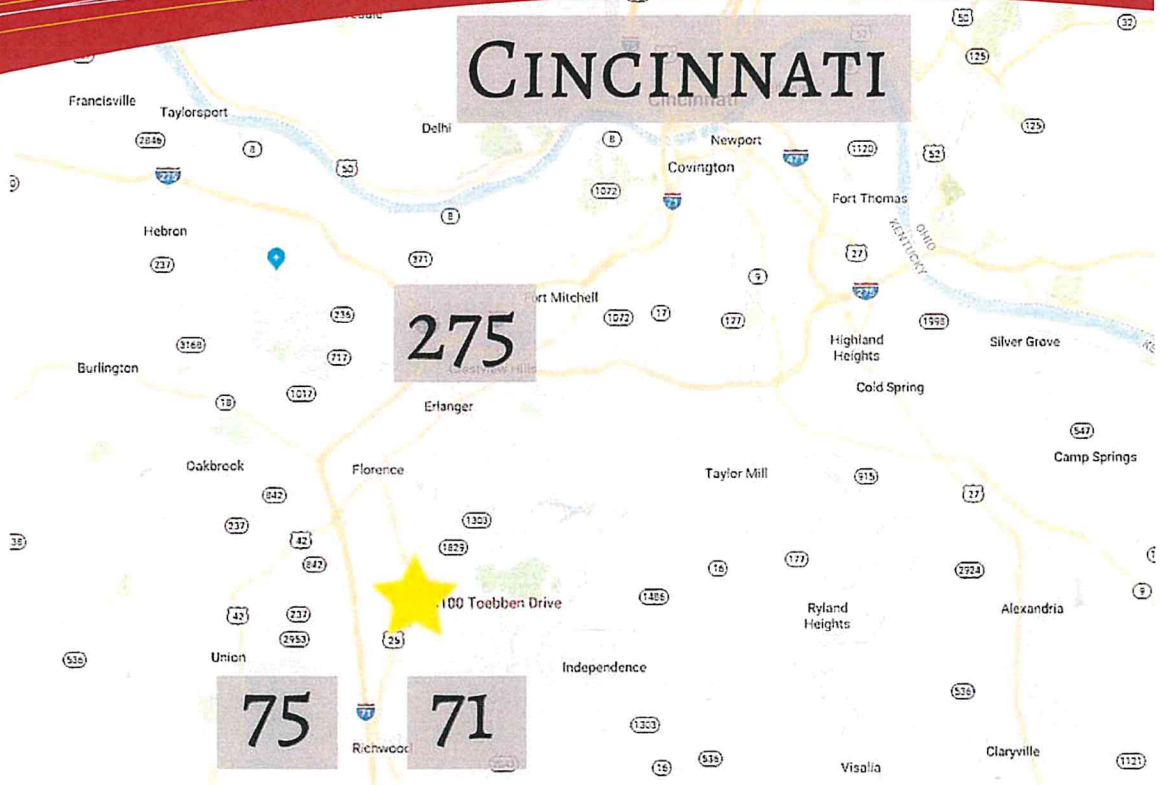 CINCINNATI
Cincinnati
50
32
125
Francisville
Taylorsport
Delhi
125
2846
8
8
Newport
1120
52
50
Covington
471
275
1072
71
Fort Thomas
8
Hebron
OHIO
KENTUCKY
237
371
27
9
275
Fort Mitchell
236
1072
17
177
1998
275
3168
717
Highland
Heights
Silver Grove
Burlington
Crestview Hills
1017
18
Erlanger
Cold Spring
547
Oakbrook
Florence
Taylor Mill
915
Camp Springs
842
27
237
1303
42
1829
842
16
177
2924
9
100 Toebben Drive
1486
42
237
Ryland
Heights
Alexandria
2953
25
536
Union
Independence
536
75
71
71
1303
Richwood
536
16
Visalia
Claryville
1121